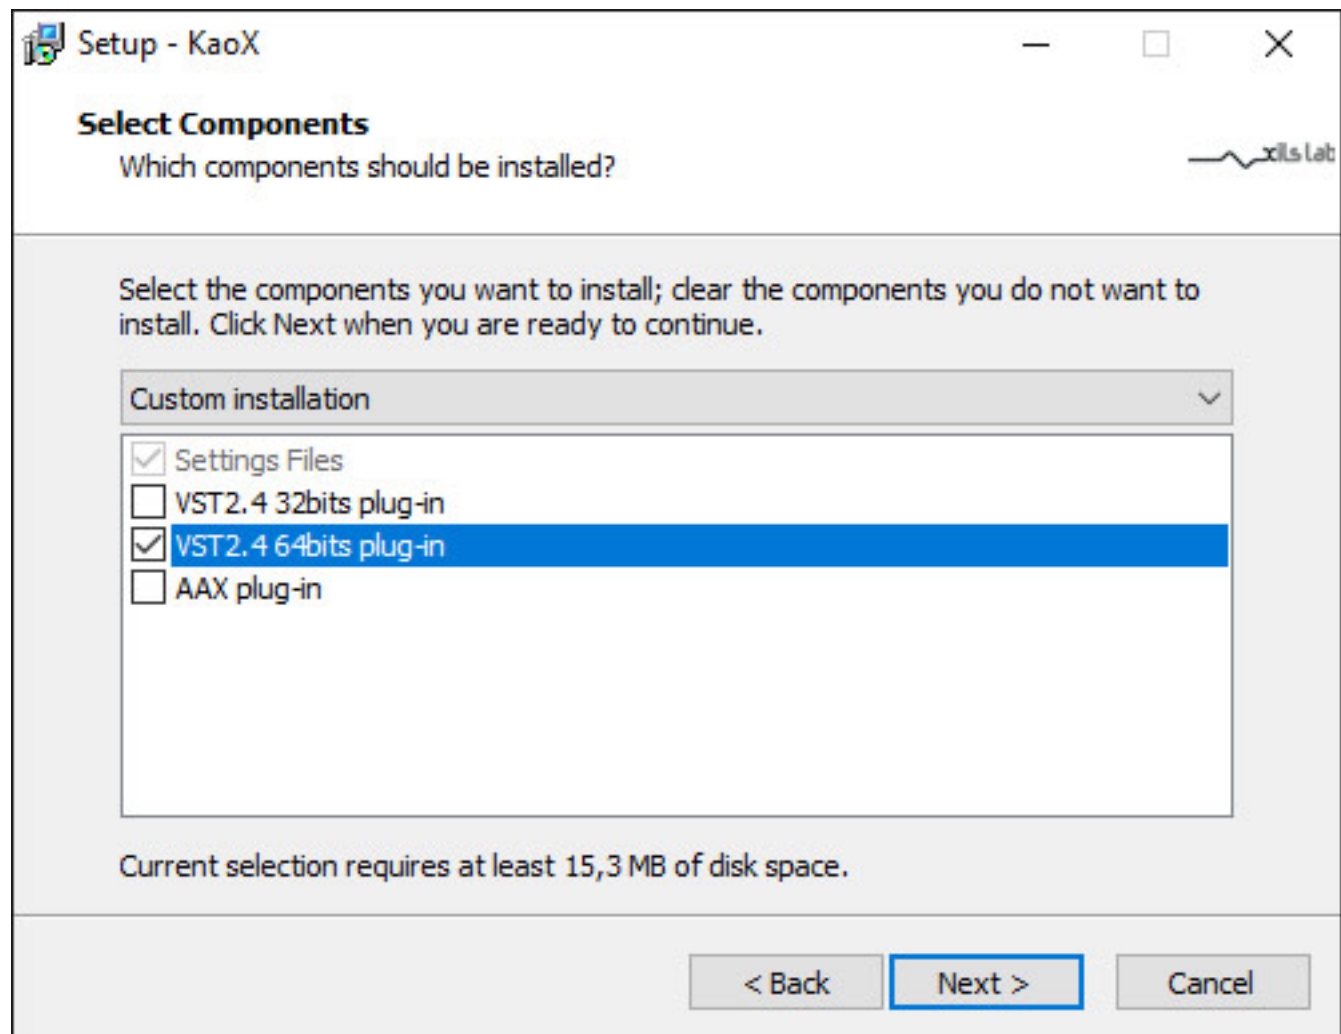 Setup - KaoX
Select Components
Which components should be installed?
xils lab
Select the components you want to install; clear the components you do not want to
install. Click Next when you are ready to continue.
Custom installation
Settings Files
VST2.4 32bits plug-in
VST2.4 64bits plug-in
AAX plug-in
Current selection requires at least 15,3 MB of disk space.
< Back
Next >
Cancel